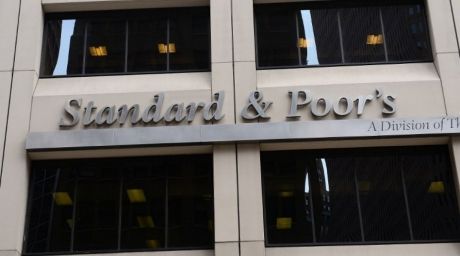 Standard & Poor's
A Division of